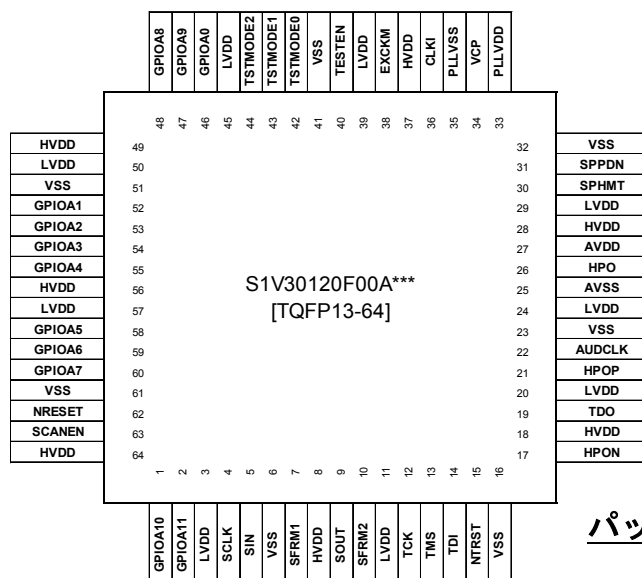 GPIOA8 GPIOA9 GPIOA0 LVDD TSTMODE2 TSTMODE1 TSTMODE0 VSS TESTEN LVDD EXCKM HVDD CLKI PLLVSS VCP PLLVDD
48 47 46 45 44 43 42 41 40 39 38 37 36 35 34 33
HVDD 49 32 VSS
LVDD 50 31 SPPDN
VSS 51 30 SPHMT
GPIOA1 52 29 LVDD
GPIOA2 53 28 HVDD
GPIOA3 54 27 AVDD
GPIOA4 55 26 HPO
HVDD 56 25 AVSS
S1V30120F00A***
LVDD 57 24 LVDD
[TQFP13-64]
GPIOA5 58 23 VSS
GPIOA6 59 22 AUDCLK
GPIOA7 60 21 HPOP
VSS 61 20 LVDD
NRESET 62 19 TDO
SCANEN 63 18 HVDD
HVDD 64 17 HPON
1 2 3 4 5 6 7 8 9 10 11 12 13 14 15 16
GPIOA10 GPIOA11 LVDD SCLK SIN VSS SFRM1 HVDD SOUT SFRM2 LVDD TCK TMS TDI NTRST VSS
パッ